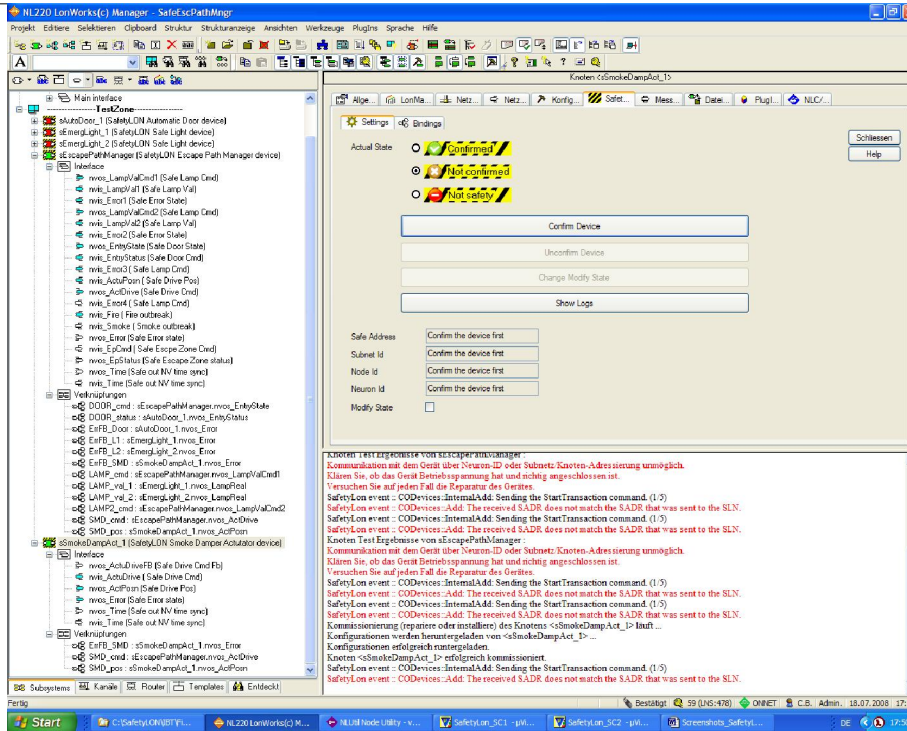 NL220 LonWorks(c) Manager - SafeEscPathMngr
Projekt Editiere Selektieren Clipboard Struktur Strukturanzeige Ansichten Werkzeuge PlugIns Sprache Hilfe
Knoten <sSmokeDampAct_1>
Main interface
-----------------TestZone-----------------
sAutoDoor_1 (SafetyLON Automatic Door device)
sEmergLight_1 (SafetyLON Safe Light device)
sEmergLight_2 (SafetyLON Safe Light device)
sEscapePathManager (SafetyLON Escape Path Manager device)
Interface
nvos_LampValCmd1 (Safe Lamp Cmd)
nvis_LampVal1 (Safe Lamp Val)
nvis_Error1 (Safe Error State)
nvos_LampValCmd2 (Safe Lamp Cmd)
nvis_LampVal2 (Safe Lamp Val)
nvis_Error2 (Safe Error State)
nvos_EntryState (Safe Door State)
nvis_EntryStatus (Safe Door Cmd)
nvis_Error3 ( Safe Lamp Cmd)
nvis_ActuPosn ( Safe Drive Pos)
nvos_ActDrive (Safe Drive Cmd)
nvis_Error4 ( Safe Lamp Cmd)
nvis_Fire ( Fire outbreak)
nvis_Smoke ( Smoke outbreak)
nvos_Error (Safe Error state)
nvis_EpCmd ( Safe Escpe Zone Cmd)
nvos_EpStatus (Safe Escape Zone status)
nvos_Time (Safe out NV time sync)
nvis_Time (Safe out NV time sync)
Verknüpfungen
DOOR_cmd : sEscapePathManager.nvos_EntryState
DOOR_status : sAutoDoor_1.nvos_EntryStatus
ErrFB_Door : sAutoDoor_1.nvos_Error
ErrFB_L1 : sEmergLight_1.nvos_Error
ErrFB_L2 : sEmergLight_2.nvos_Error
ErrFB_SMD : sSmokeDampAct_1.nvos_Error
LAMP_cmd : sEscapePathManager.nvos_LampValCmd1
LAMP_val_1 : sEmergLight_1.nvos_LampReal
LAMP_val_2 : sEmergLight_2.nvos_LampReal
LAMP2_cmd : sEscapePathManager.nvos_LampValCmd2
SMD_cmd : sEscapePathManager.nvos_ActDrive
SMD_pos : sSmokeDampAct_1.nvos_ActPosn
sSmokeDampAct_1 (SafetyLON Smoke Damper Actutator device)
Interface
nvos_ActuDriveFB (Safe Drive Cmd Fb)
nvis_ActuDrive ( Safe Drive Cmd)
nvos_ActPosn (Safe Drive Pos)
nvos_Error (Safe Error state)
nvos_Time (Safe out NV time sync)
nvis_Time (Safe out NV time sync)
Verknüpfungen
ErrFB_SMD : sSmokeDampAct_1.nvos_Error
SMD_cmd : sEscapePathManager.nvos_ActDrive
SMD_pos : sSmokeDampAct_1.nvos_ActPosn
Subsystems Kanäle Router Templates Entdeckt
Allge... LonMa... Netz... Netz... Konfig... Safet... Mess... Datei... PlugI... NLC/...
Settings Bindings
Schliessen
Help
Actual State
Confirmed
Not confirmed
Not safety
Confirm Device
Unconfirm Device
Change Modify State
Show Logs
Safe Address Confirm the device first
Subnet Id Confirm the device first
Node Id Confirm the device first
Neuron Id Confirm the device first
Modify State
Knoten Test Ergebnisse von sEscapePathManager :
Kommunikation mit dem Gerät über Neuron-ID oder Subnetz/Knoten-Adressierung unmöglich.
Klären Sie, ob das Gerät Betriebsspannung hat und richtig angeschlossen ist.
Versuchen Sie auf jeden Fall die Reparatur des Gerätes.
SafetyLon event :: CODevices::InternalAdd: Sending the StartTransaction command. (1/5)
SafetyLon event :: CODevices::Add: The received SADR does not match the SADR that was sent to the SLN.
SafetyLon event :: CODevices::InternalAdd: Sending the StartTransaction command. (1/5)
SafetyLon event :: CODevices::Add: The received SADR does not match the SADR that was sent to the SLN.
Knoten Test Ergebnisse von sEscapePathManager :
Kommunikation mit dem Gerät über Neuron-ID oder Subnetz/Knoten-Adressierung unmöglich.
Klären Sie, ob das Gerät Betriebsspannung hat und richtig angeschlossen ist.
Versuchen Sie auf jeden Fall die Reparatur des Gerätes.
SafetyLon event :: CODevices::InternalAdd: Sending the StartTransaction command. (1/5)
SafetyLon event :: CODevices::Add: The received SADR does not match the SADR that was sent to the SLN.
SafetyLon event :: CODevices::InternalAdd: Sending the StartTransaction command. (1/5)
SafetyLon event :: CODevices::Add: The received SADR does not match the SADR that was sent to the SLN.
Kommissionierung (repariere oder installiere) des Knotens <sSmokeDampAct_1> läuft ...
Konfigurationen werden heruntergeladen von <sSmokeDampAct_1> ...
Konfigurationen erfolgreich runtergeladen.
Knoten <sSmokeDampAct_1> erfolgreich kommissioniert.
SafetyLon event :: CODevices::InternalAdd: Sending the StartTransaction command. (1/5)
SafetyLon event :: CODevices::Add: The received SADR does not match the SADR that was sent to the SLN.
Fertig
Bestätigt 59 (LNS:478) ONNET C.B. Admin. 18.07.2008 17:
Start C:\SafetyLON\IBT\Fi... NL220 LonWorks(c) M... NLUtil Node Utility - v... SafetyLon_SC1 - µVi... SafetyLon_SC2 - µVi... Screenshots_SafetyL... DE 17:5